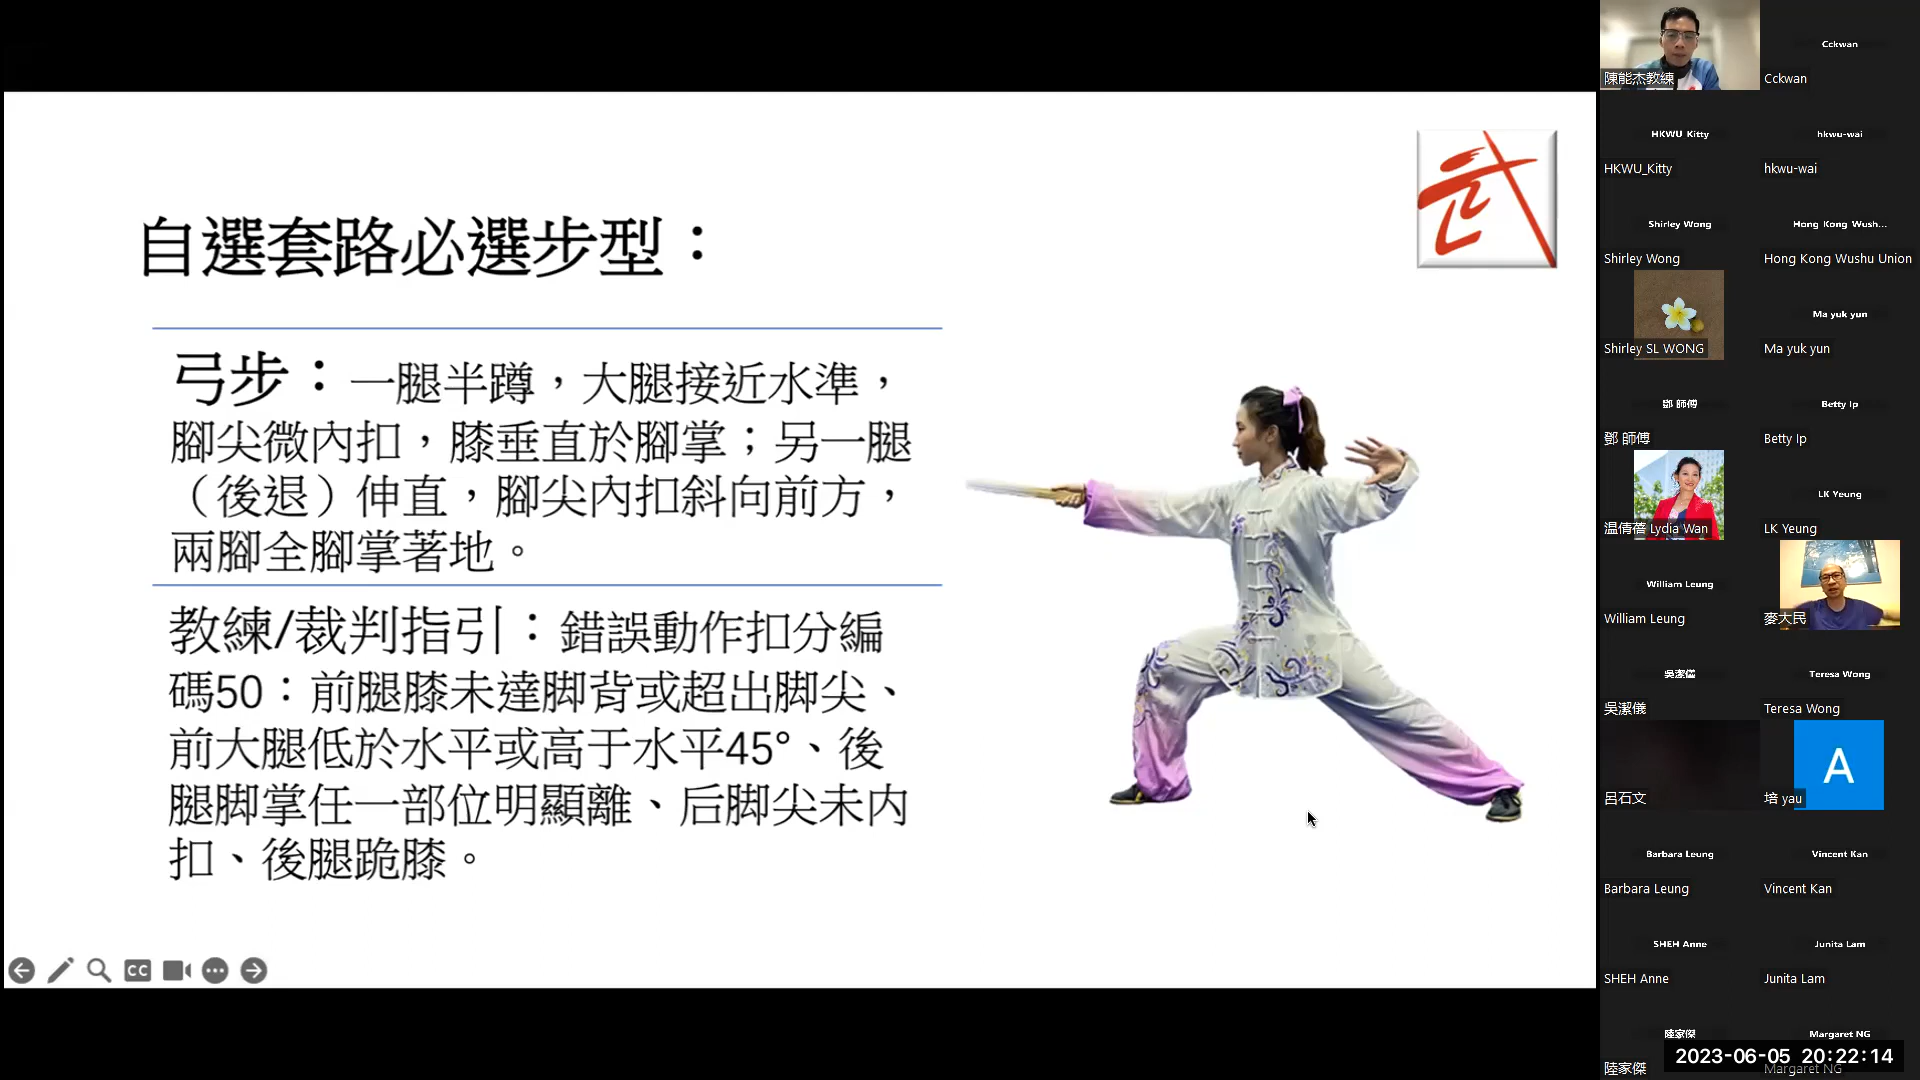 自選套路必選步型：
弓步：一腿半蹲，大腿接近水準，
腳尖微內扣，膝垂直於腳掌；另一腿
（後退）伸直，腳尖內扣斜向前方，
兩腳全腳掌著地。
教練/裁判指引：錯誤動作扣分編
碼50：前腿膝未達脚背或超出脚尖、
前大腿低於水平或高于水平45°、後
腿脚掌任一部位明顯離、后脚尖未内
扣、後腿跪膝。
武
CC
陳能杰教練
Cckwan
Cckwan
HKWU_Kitty
HKWU_Kitty
hkwu-wai
hkwu-wai
Shirley Wong
Shirley Wong
Hong Kong Wush...
Hong Kong Wushu Union
Shirley SL WONG
Ma yuk yun
Ma yuk yun
鄧 師傅
鄧 師傅
Betty Ip
Betty Ip
温倩蓓 Lydia Wan
LK Yeung
LK Yeung
William Leung
William Leung
麥大民
吳潔儀
吳潔儀
Teresa Wong
Teresa Wong
呂石文
A
培 yau
Barbara Leung
Barbara Leung
Vincent Kan
Vincent Kan
SHEH Anne
SHEH Anne
Junita Lam
Junita Lam
陸家傑
陸家傑
Margaret NG
Margaret NG
2023-06-05 20:22:14